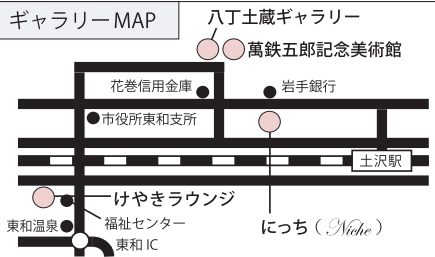 ギャラリーMAP
八丁土蔵ギャラリー
萬鉄五郎記念美術館
花巻信用金庫
岩手銀行
市役所東和支所
土沢駅
けやきラウンジ
福祉センター
にっち（Niche）
東和温泉
東和IC